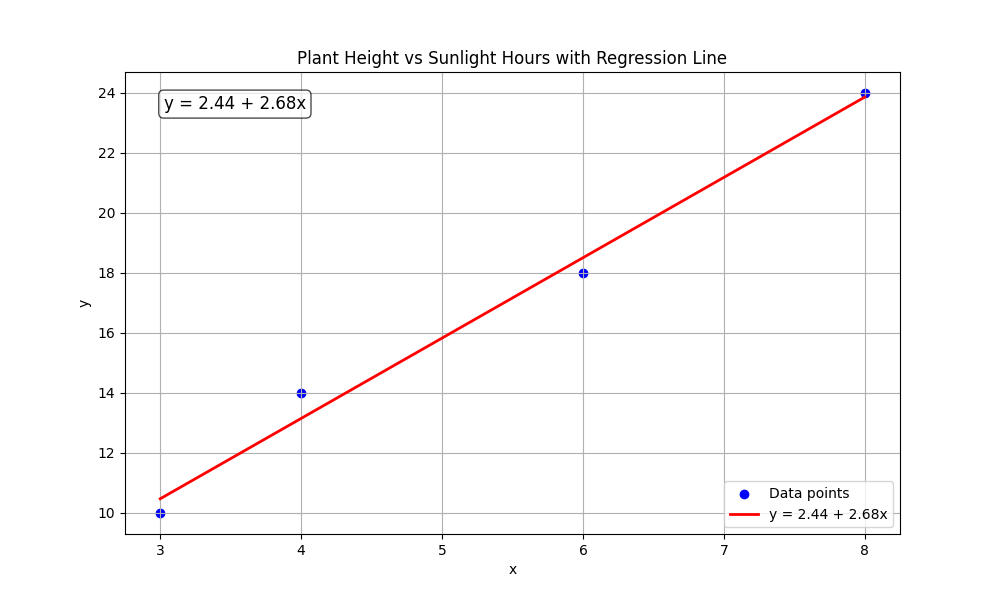 Plant Height vs Sunlight Hours with Regression Line
y = 2.44 + 2.68x
24
22
20
18
16
14
12
10
y
3 4 5 6 7 8
x
Data points
y = 2.44 + 2.68x